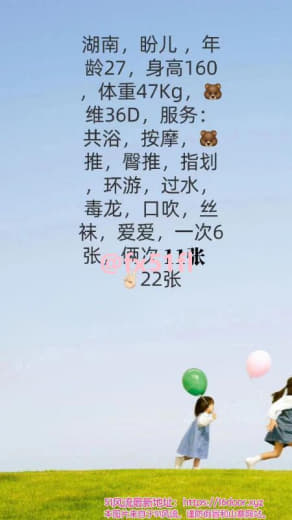 湖南，盼儿，年
龄27，身高160
，体重47Kg，🐻
维36D，服务：
共浴，按摩，🐻
推，臀推，指划
，环游，过水，
毒龙，口吹，丝
袜，爱爱，一次6
张，俩次11张
✌🏻22张